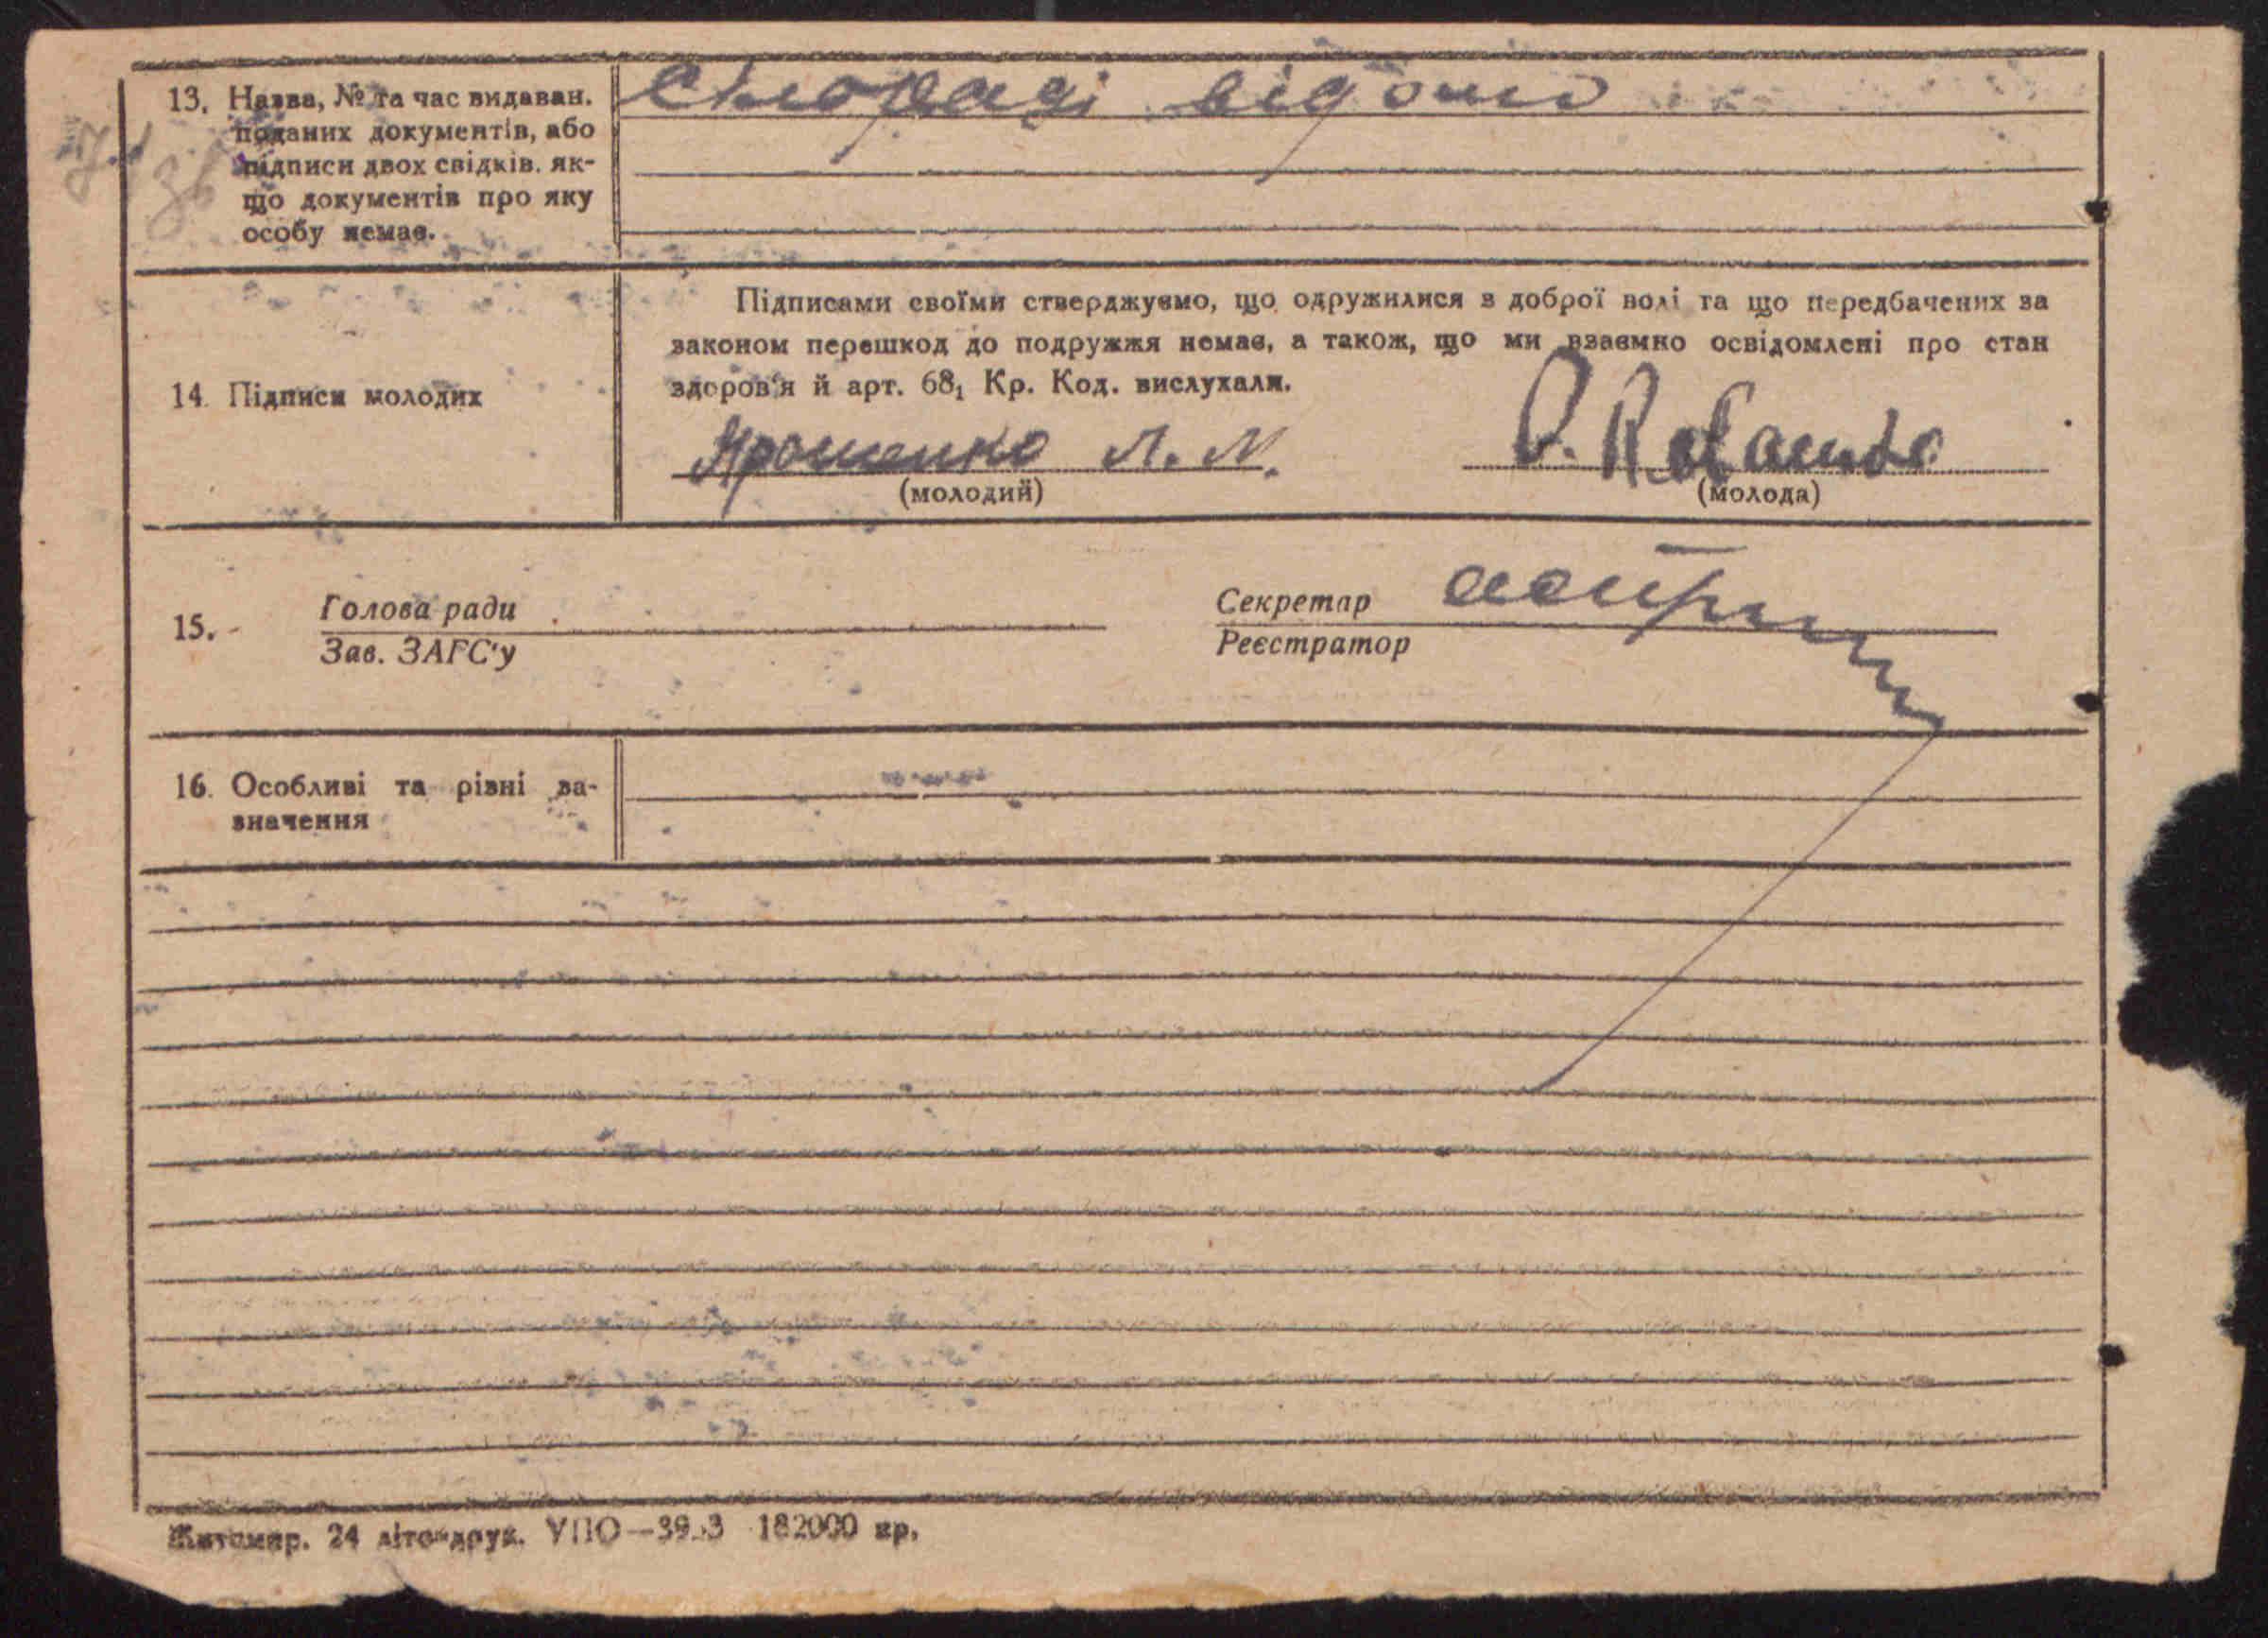 13. Назва, № та час видаван.
поданих документів, або
підписи двох свідків. як-
що документів про яку
особу немає.
сільраді відомо
14. Підписи молодих
Підписами своїми стверджуємо, що одружилися з доброї волі та що передбачених за
законом перешкод до подружжя немає, а також, що ми взаємно освідомлені про стан
здоров'я й арт. 68₁ Кр. Код. вислухали.
Ярошенко Л. М.
(молодий)
(молода)
15.
Голова ради
Зав. ЗАГС'у
Секретар
Реєстратор
16. Особливі та різні за-
значення
Житомир. 24 літо-друк. УПО 182000 пр.